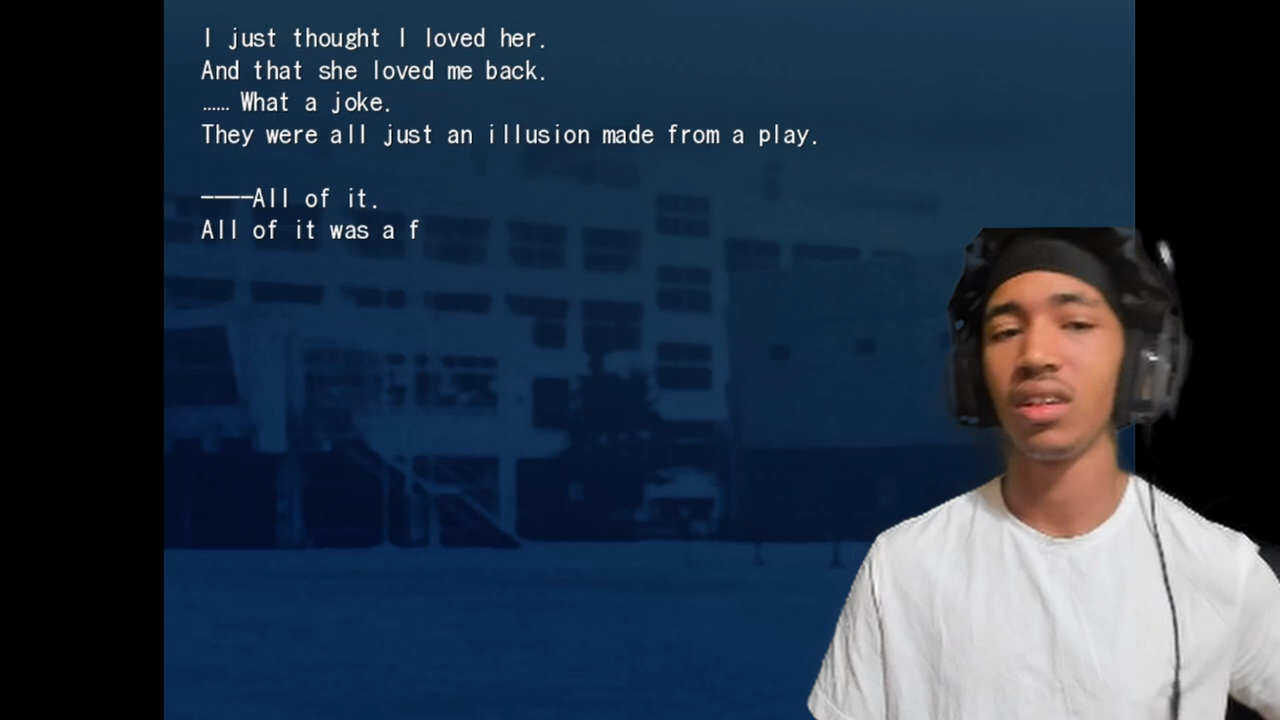 I just thought I loved her.
And that she loved me back.
…… What a joke.
They were all just an illusion made from a play.
―――All of it.
All of it was a f